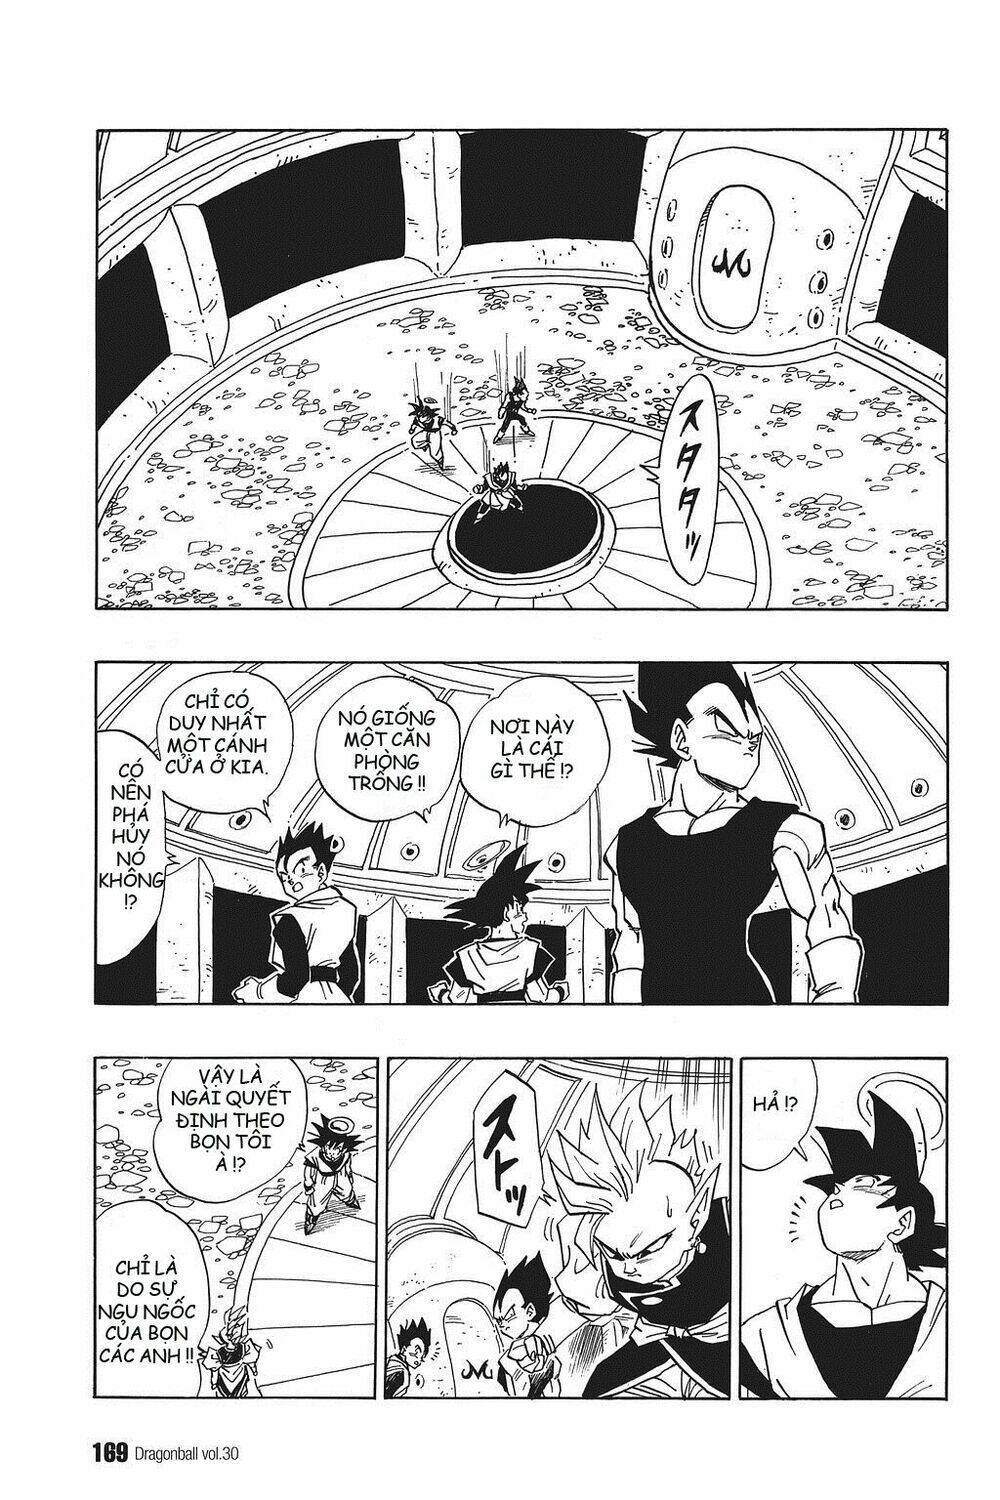 スタタタッ
NƠI NÀY
LÀ CÁI
GÌ THẾ !?
NÓ GIỐNG
MỘT CĂN
PHÒNG
TRỐNG !!
CHỈ CÓ
DUY NHẤT
MỘT CÁNH
CỬA Ở KIA.
CÓ
NÊN
PHÁ
HỦY
NÓ
KHÔNG
!?
HẢ !?
ストッ
VẬY LÀ
NGÀI QUYẾT
ĐỊNH THEO
BỌN TÔI
À !?
CHỈ LÀ
DO SỰ
NGU NGỐC
CỦA BỌN
CÁC ANH !!
169 Dragonball vol.30